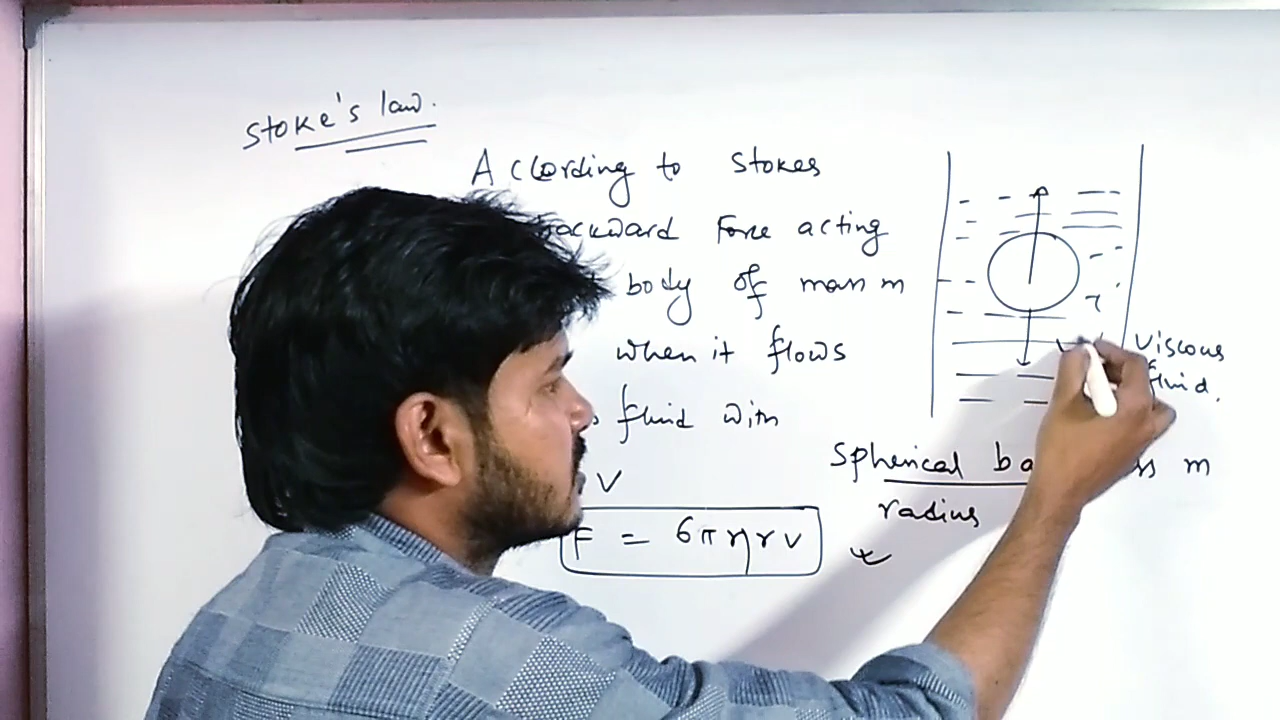 Stoke's law.
According to Stokes
backward Force acting
body of mass m
when it flows
fluid with
v
F = 6πηrv
viscous
fluid.
Spherical
m
radius